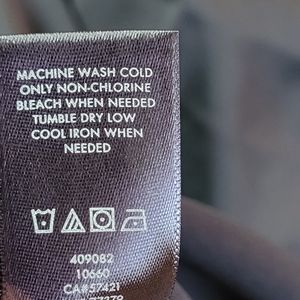 MACHINE WASH COLD
ONLY NON-CHLORINE
BLEACH WHEN NEEDED
TUMBLE DRY LOW
COOL IRON WHEN
NEEDED
409082
10660
CA#57421